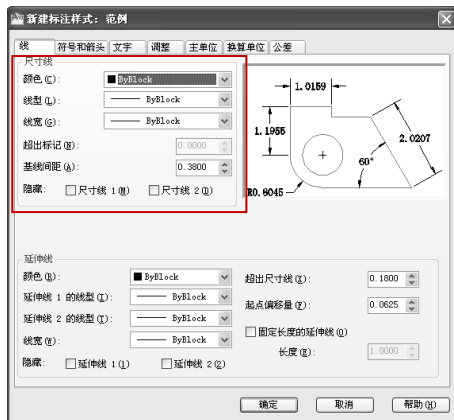 新建标注样式: 范例
线 符号和箭头 文字 调整 主单位 换算单位 公差
尺寸线
颜色(C): ByBlock
线型(L): ByBlock
线宽(G): ByBlock
超出标记(N): 0.0000
基线间距(A): 0.3800
隐藏: 尺寸线 1(M) 尺寸线 2(D)
1.0159
1.1955
2.0207
60°
R0.8045
延伸线
颜色(R): ByBlock
延伸线 1 的线型(I): ByBlock
延伸线 2 的线型(T): ByBlock
线宽(W): ByBlock
隐藏: 延伸线 1(1) 延伸线 2(2)
超出尺寸线(X): 0.1800
起点偏移量(F): 0.0625
固定长度的延伸线(O)
长度(E): 1.0000
确定 取消 帮助(H)